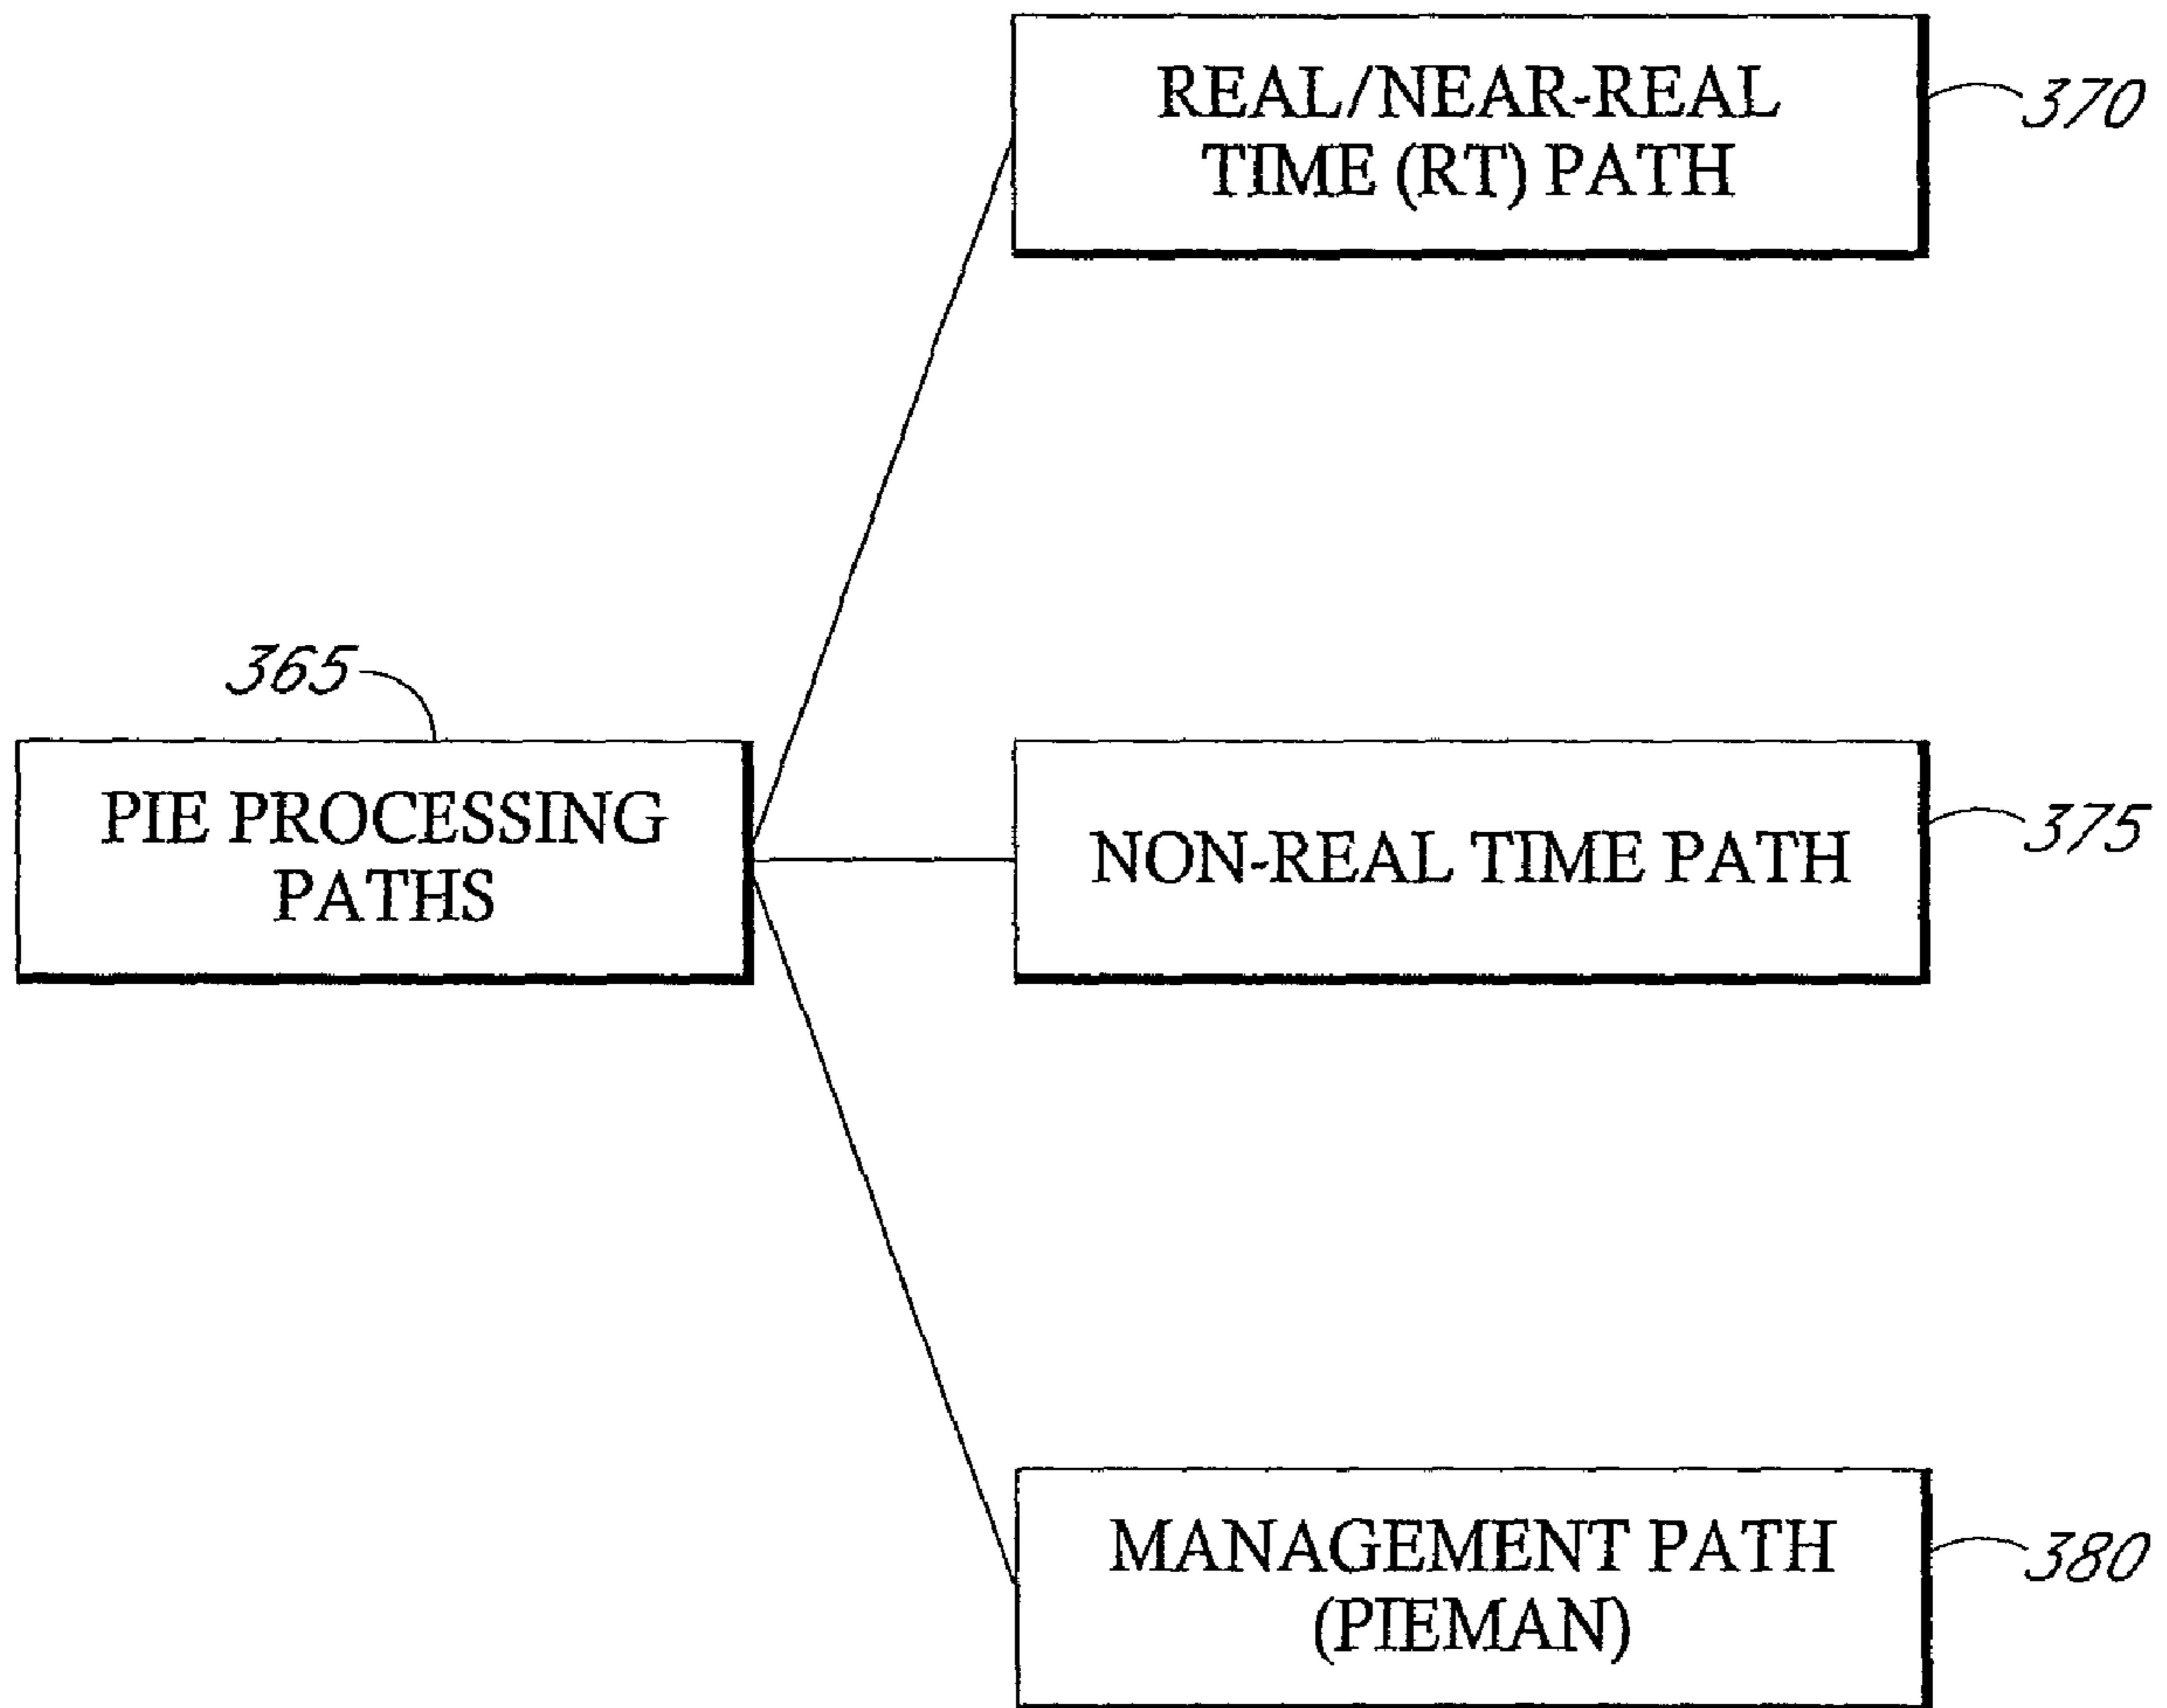 REAL/NEAR-REAL
TIME (RT) PATH
370
365
PIE PROCESSING
PATHS
NON-REAL TIME PATH
375
MANAGEMENT PATH
(PIEMAN)
380